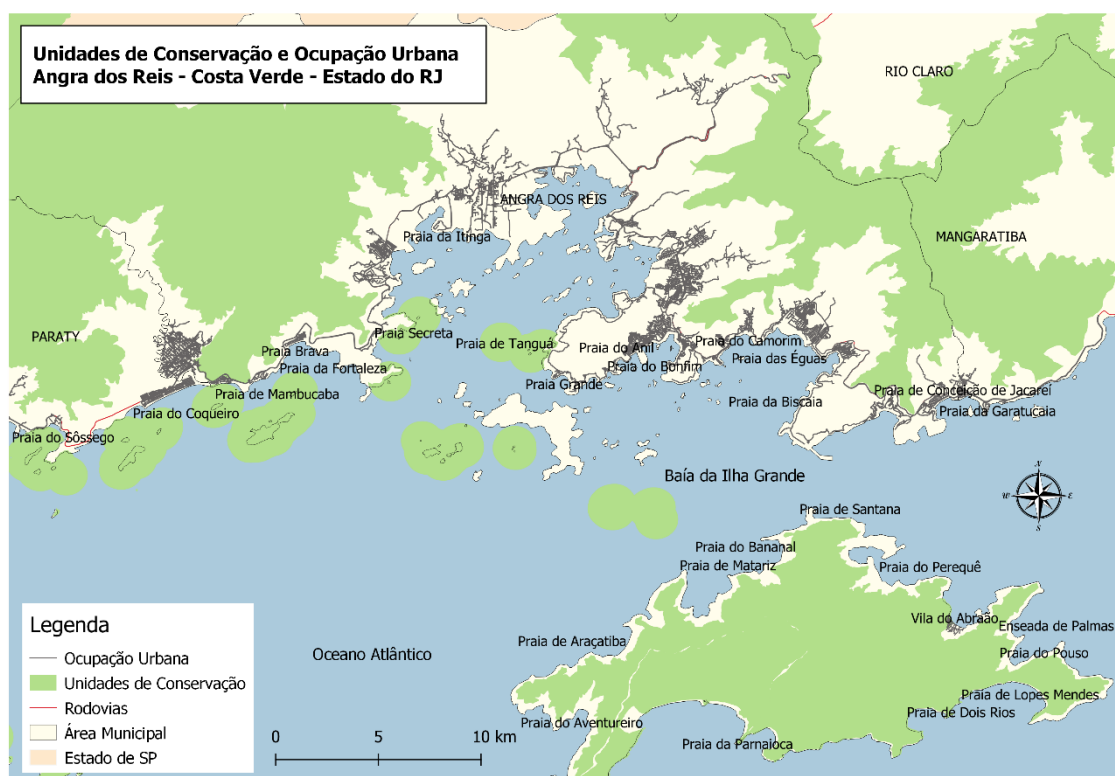 Unidades de Conservação e Ocupação Urbana
Angra dos Reis - Costa Verde - Estado do RJ
RIO CLARO
ANGRA DOS REIS
Praia da Itinga
MANGARATIBA
PARATY
Praia Secreta
Praia de Tanguá
Praia do Anil
Praia do Camorim
Praia Brava
Praia das Éguas
Praia da Fortaleza
Praia do Bonfim
Praia Grande
Praia de Mambucaba
Praia de Conceição de Jacareí
Praia da Biscaia
Praia do Coqueiro
Praia da Garatucaia
Praia do Sôssego
Baía da Ilha Grande
N
W
E
S
Praia de Santana
Praia do Bananal
Praia de Matariz
Praia do Perequê
Vila do Abraão
Enseada de Palmas
Praia de Araçatiba
Oceano Atlântico
Praia do Pouso
Praia de Lopes Mendes
Praia de Dois Rios
Praia do Aventureiro
Praia da Parnaioca
Legenda
Ocupação Urbana
Unidades de Conservação
Rodovias
Área Municipal
Estado de SP
0 5 10 km